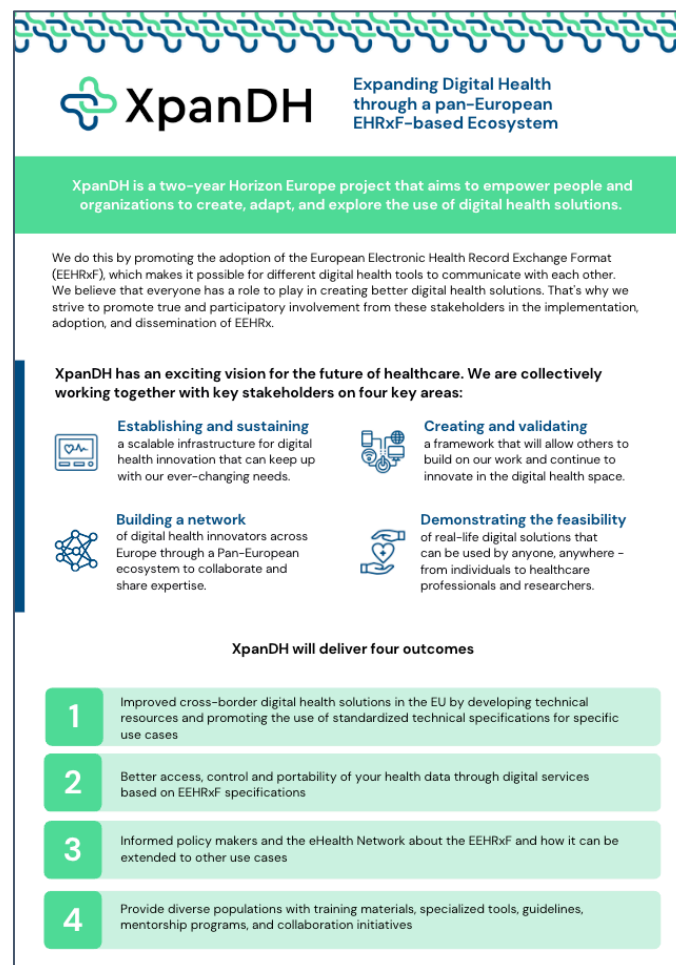 XpanDH
Expanding Digital Health
through a pan-European
EHRxF-based Ecosystem
XpanDH is a two-year Horizon Europe project that aims to empower people and
organizations to create, adapt, and explore the use of digital health solutions.
We do this by promoting the adoption of the European Electronic Health Record Exchange Format
(EEHRxF), which makes it possible for different digital health tools to communicate with each other.
We believe that everyone has a role to play in creating better digital health solutions. That's why we
strive to promote true and participatory involvement from these stakeholders in the implementation,
adoption, and dissemination of EEHRx.
XpanDH has an exciting vision for the future of healthcare. We are collectively
working together with key stakeholders on four key areas:
Establishing and sustaining
a scalable infrastructure for digital
health innovation that can keep up
with our ever-changing needs.
Creating and validating
a framework that will allow others to
build on our work and continue to
innovate in the digital health space.
Building a network
of digital health innovators across
Europe through a Pan-European
ecosystem to collaborate and
share expertise.
Demonstrating the feasibility
of real-life digital solutions that
can be used by anyone, anywhere -
from individuals to healthcare
professionals and researchers.
XpanDH will deliver four outcomes
1
Improved cross-border digital health solutions in the EU by developing technical
resources and promoting the use of standardized technical specifications for specific
use cases
2
Better access, control and portability of your health data through digital services
based on EEHRxF specifications
3
Informed policy makers and the eHealth Network about the EEHRxF and how it can be
extended to other use cases
4
Provide diverse populations with training materials, specialized tools, guidelines,
mentorship programs, and collaboration initiatives